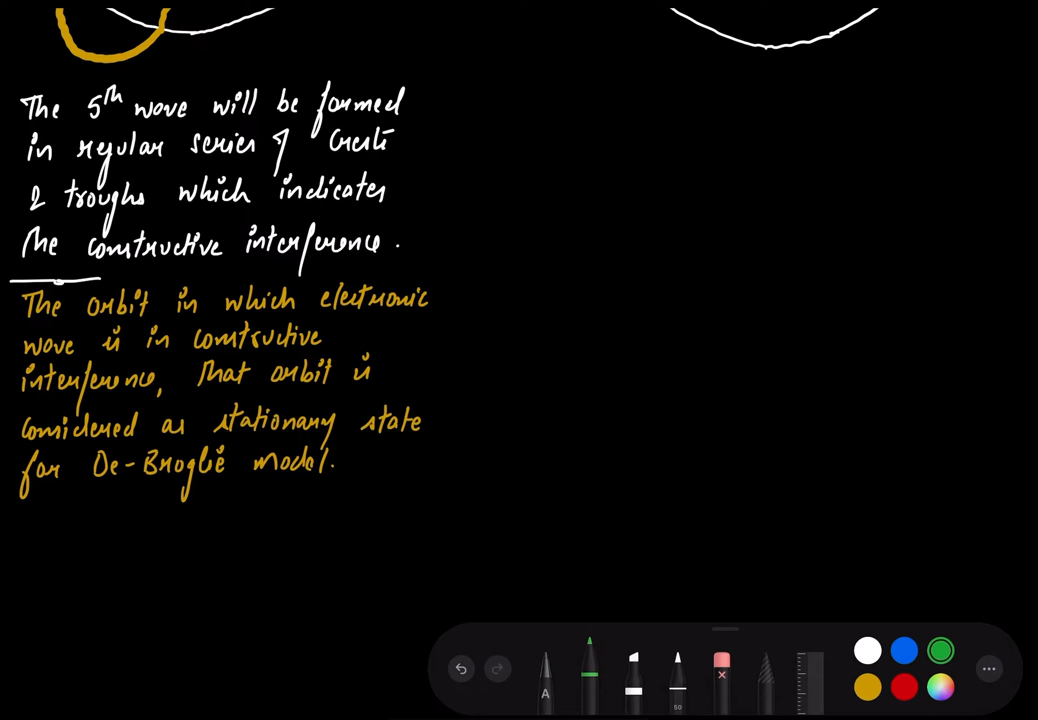 The 5th wave will be formed
in regular series of Crests
& troughs which indicates
the constructive interference.
The orbit in which electronic
wave is in constructive
interference, that orbit is
considered as stationary state
for De-Broglie model.
A
50